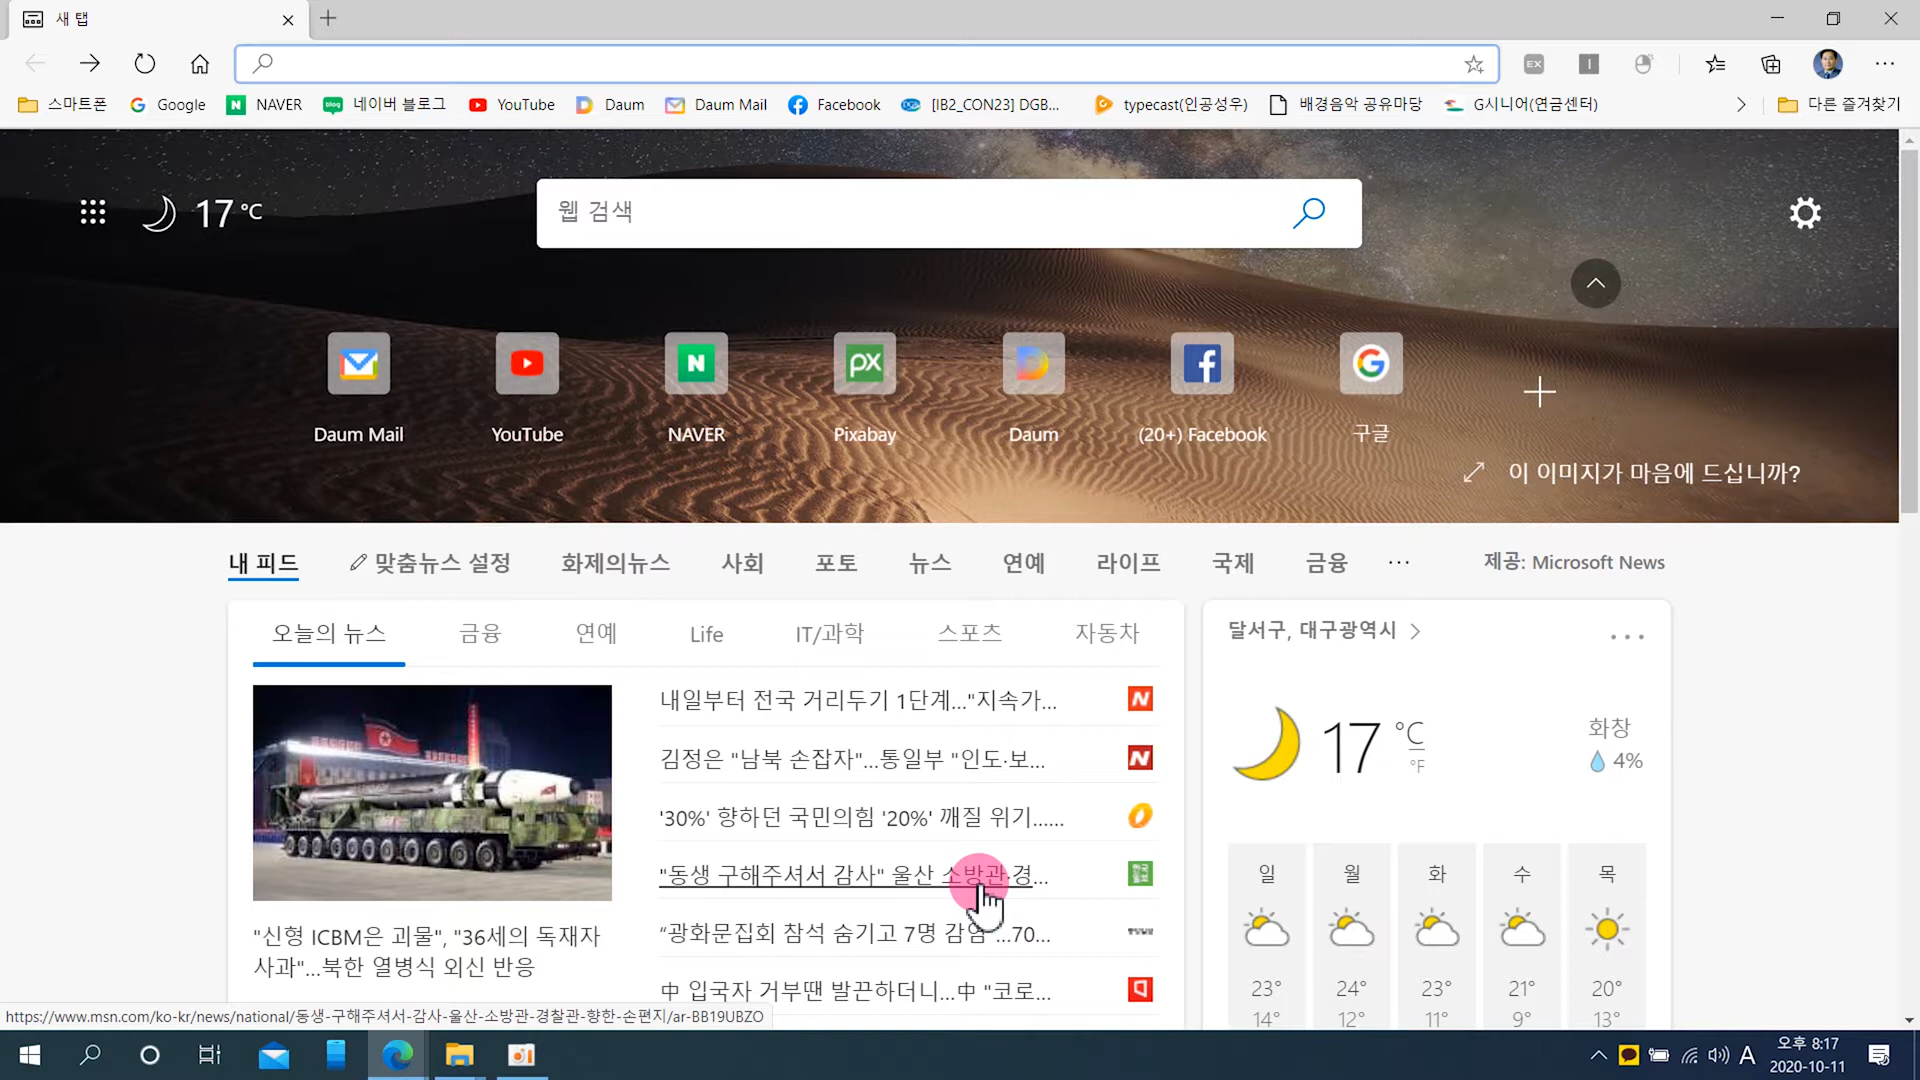 새 탭
EX
I
스마트폰
Google
NAVER
네이버 블로그
YouTube
Daum
Daum Mail
Facebook
[IB2_CON23] DGB...
typecast(인공성우)
배경음악 공유마당
G시니어(연금센터)
다른 즐겨찾기
17 °C
웹 검색
Daum Mail
YouTube
NAVER
Pixabay
Daum
(20+) Facebook
구글
이 이미지가 마음에 드십니까?
내 피드
맞춤뉴스 설정
화제의뉴스
사회
포토
뉴스
연예
라이프
국제
금융
...
제공: Microsoft News
오늘의 뉴스
금융
연예
Life
IT/과학
스포츠
자동차
"신형 ICBM은 괴물", "36세의 독재자
사과"...북한 열병식 외신 반응
내일부터 전국 거리두기 1단계..."지속가...
김정은 "남북 손잡자"...통일부 "인도·보...
'30%' 향하던 국민의힘 '20%' 깨질 위기......
"동생 구해주셔서 감사" 울산 소방관·경...
“광화문집회 참석 숨기고 7명 감염”...70...
中 입국자 거부땐 발끈하더니...中 "코로...
달서구, 대구광역시
17 °C
°F
화창
4%
일 월 화 수 목
23° 24° 23° 21° 20°
14° 12° 11° 9° 13°
https://www.msn.com/ko-kr/news/national/동생-구해주셔서-감사-울산-소방관-경찰관-향한-손편지/ar-BB19UBZO
A
오후 8:17
2020-10-11